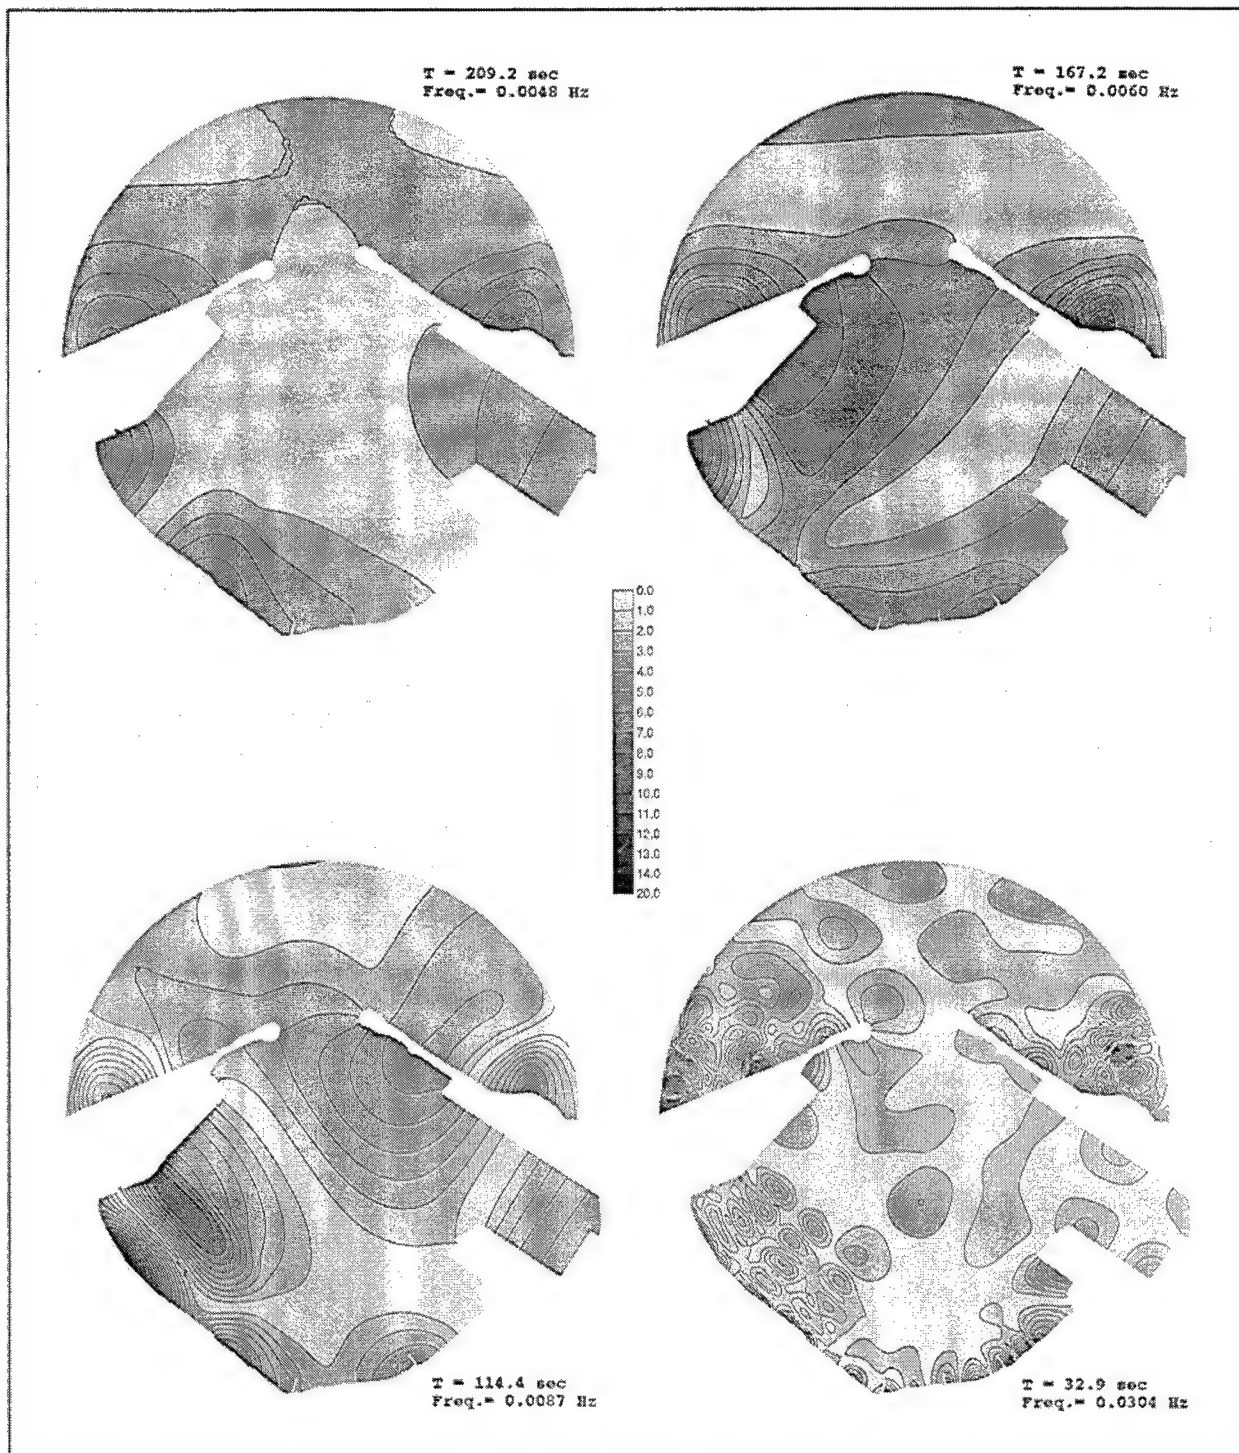 T = 209.2 sec
Freq.= 0.0048 Hz
T = 167.2 sec
Freq.= 0.0060 Hz
0.0
1.0
2.0
3.0
4.0
5.0
6.0
7.0
8.0
9.0
10.0
11.0
12.0
13.0
14.0
20.0
T = 114.4 sec
Freq.= 0.0087 Hz
T = 32.9 sec
Freq.= 0.0304 Hz